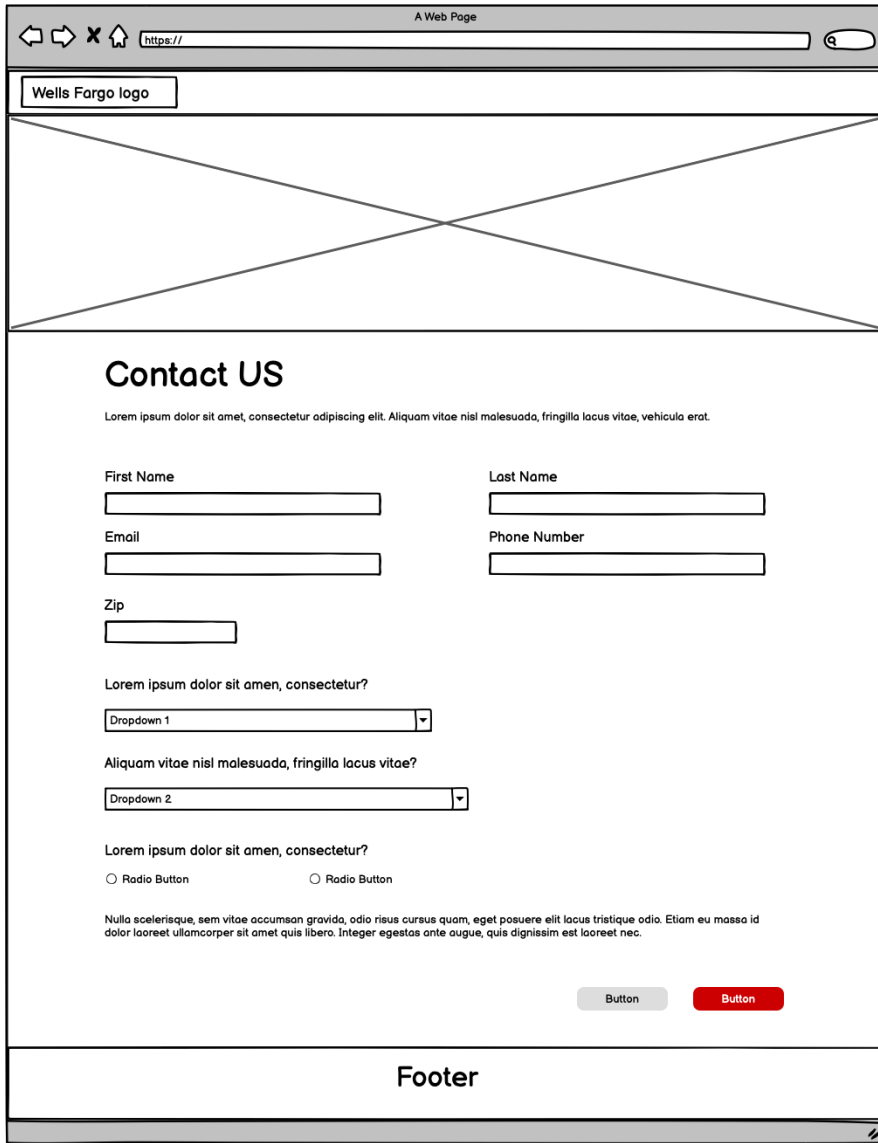 A Web Page
https://
Wells Fargo logo
Contact US
Lorem ipsum dolor sit amet, consectetur adipiscing elit. Aliquam vitae nisl malesuada, fringilla lacus vitae, vehicula erat.
First Name
Last Name
Email
Phone Number
Zip
Lorem ipsum dolor sit amen, consectetur?
Dropdown 1
Aliquam vitae nisl malesuada, fringilla lacus vitae?
Dropdown 2
Lorem ipsum dolor sit amen, consectetur?
Radio Button
Radio Button
Nulla scelerisque, sem vitae accumsan gravida, odio risus cursus quam, eget posuere elit lacus tristique odio. Etiam eu massa id
dolor laoreet ullamcorper sit amet quis libero. Integer egestas ante augue, quis dignissim est laoreet nec.
Button
Button
Footer